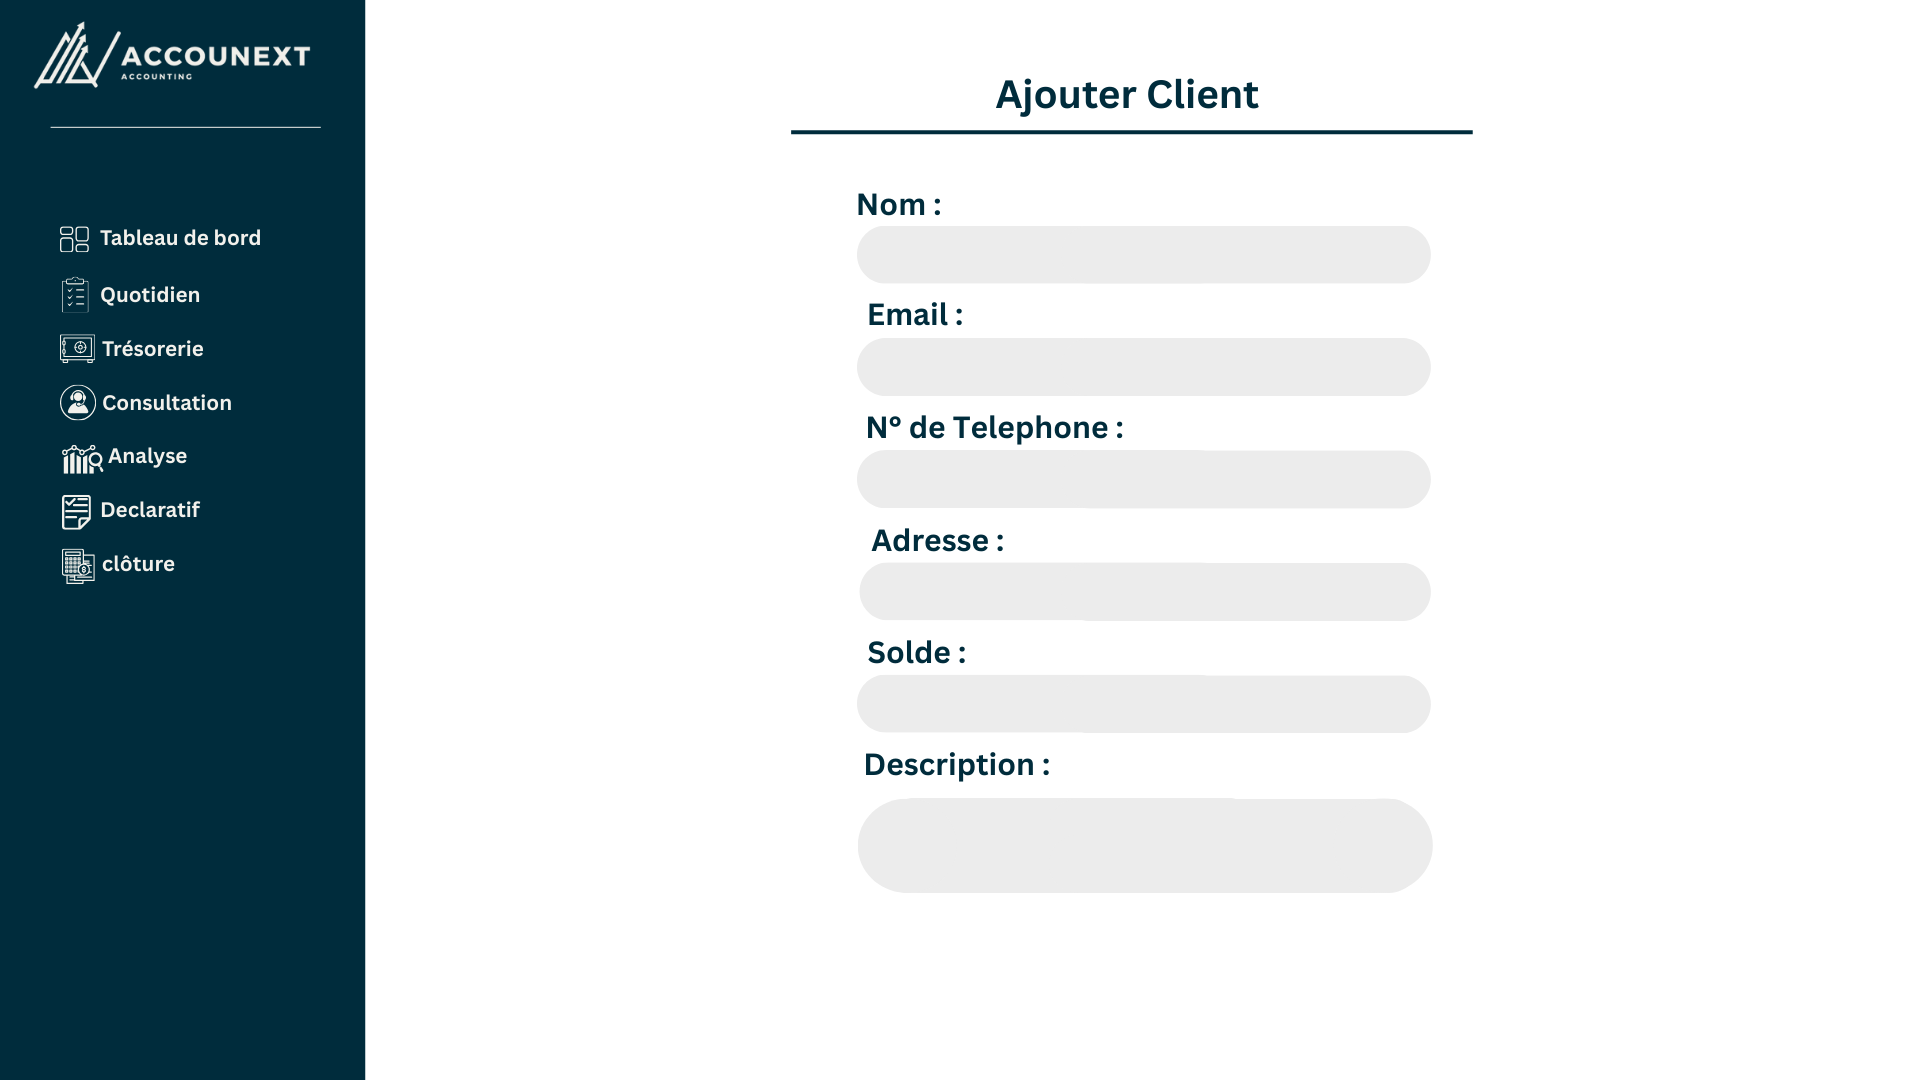 ACCOUNEXT
ACCOUNTING
Tableau de bord
Quotidien
Trésorerie
Consultation
Analyse
Declaratif
clôture
Ajouter Client
Nom :
Email :
N° de Telephone :
Adresse :
Solde :
Description :